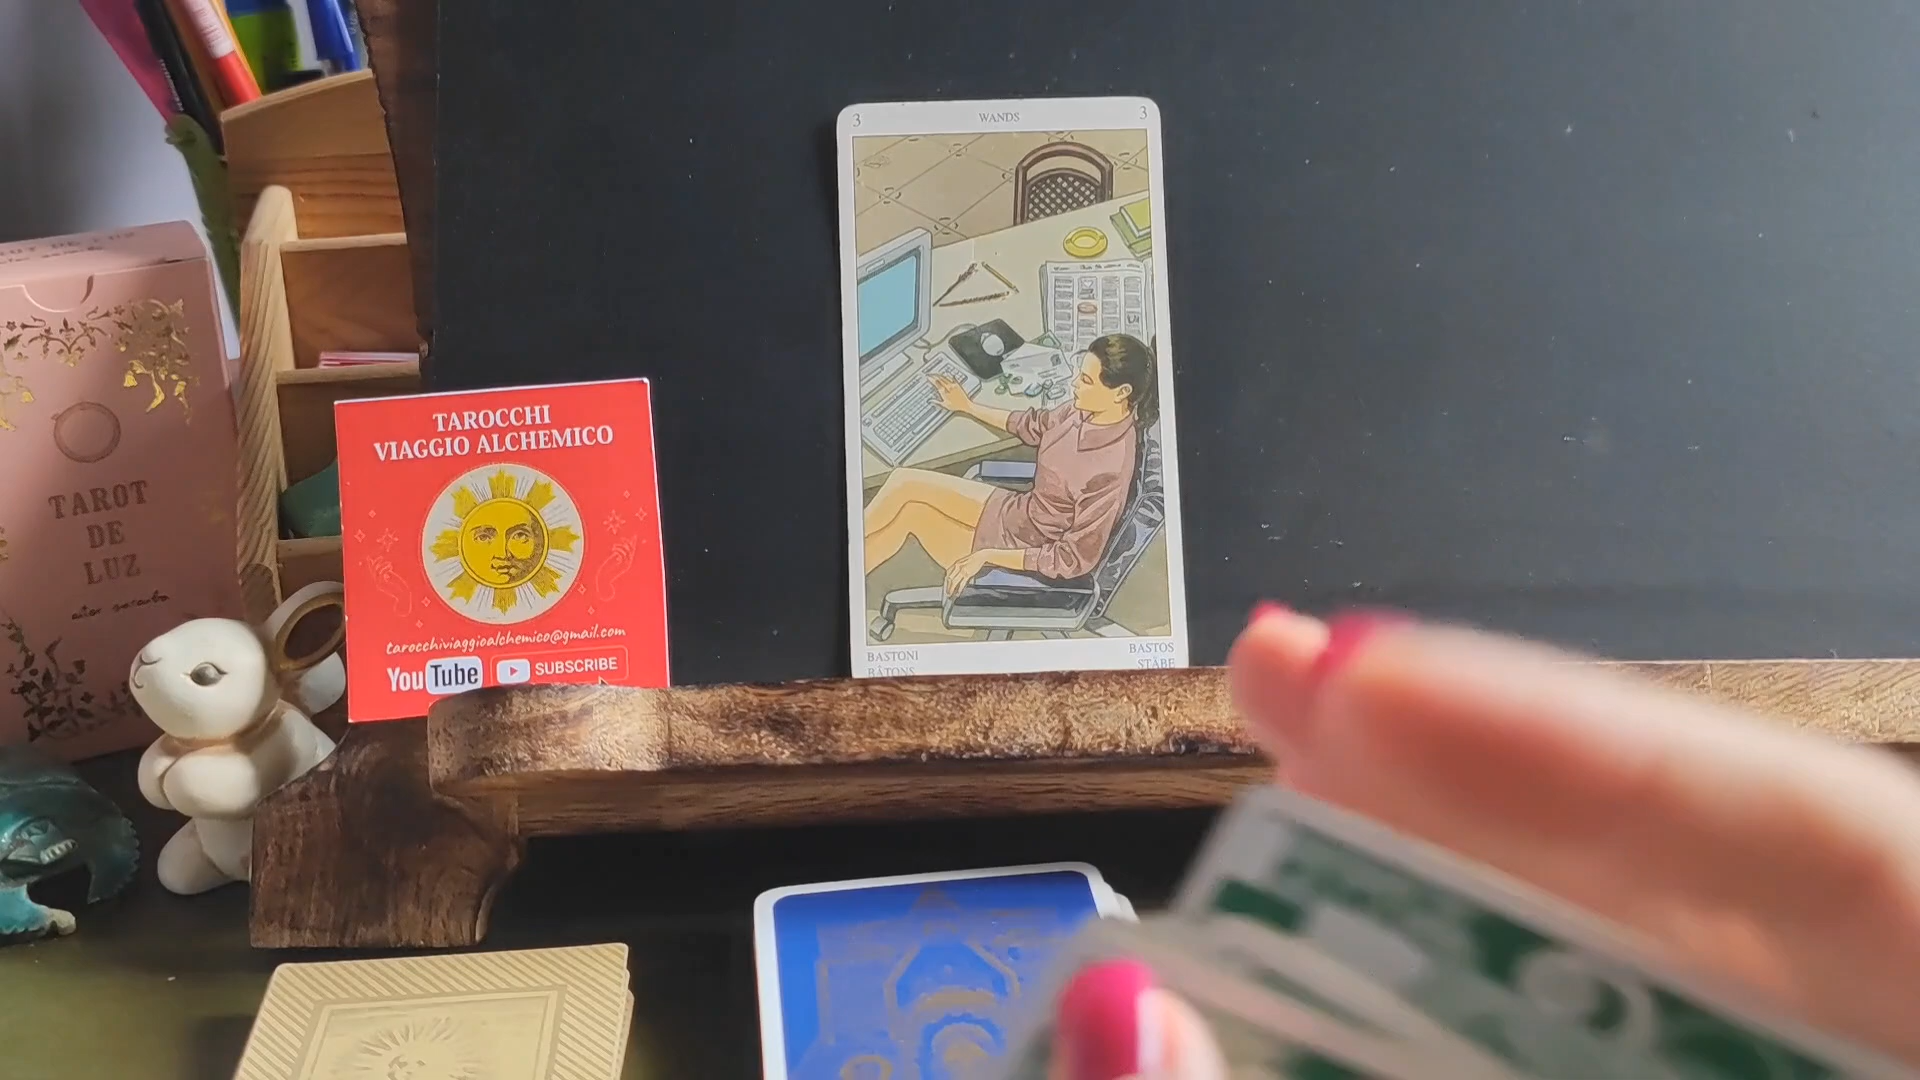 3 WANDS 3
BASTONI BASTOS
BÂTONS STÄBE
TAROCCHI
VIAGGIO ALCHEMICO
tarocchiviaggioalchemico@gmail.com
YouTube SUBSCRIBE
TAROT
DE
LUZ